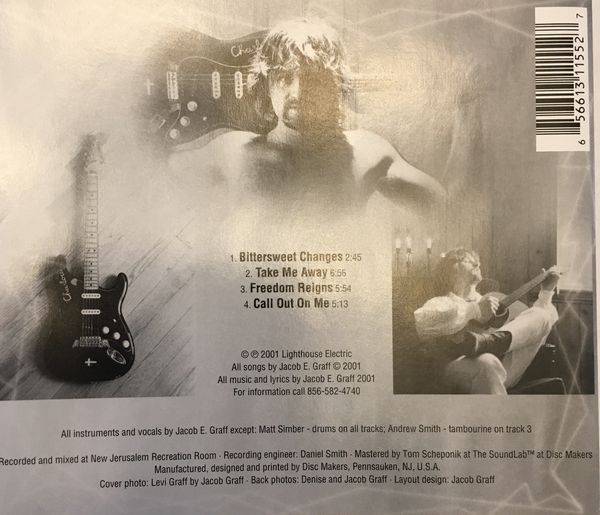 Charlotte
6 56613 11552 7
Charlotte
1. Bittersweet Changes 2:45
2. Take Me Away 6:56
3. Freedom Reigns 5:54
4. Call Out On Me 5:13
© ℗ 2001 Lighthouse Electric
All songs by Jacob E. Graff © 2001
All music and lyrics by Jacob E. Graff 2001
For information call 856-582-4740
All instruments and vocals by Jacob E. Graff except: Matt Simber - drums on all tracks; Andrew Smith - tambourine on track 3
Recorded and mixed at New Jerusalem Recreation Room · Recording engineer: Daniel Smith · Mastered by Tom Scheponik at The SoundLab™ at Disc Makers
Manufactured, designed and printed by Disc Makers, Pennsauken, NJ, U.S.A.
Cover photo: Levi Graff by Jacob Graff · Back photos: Denise and Jacob Graff · Layout design: Jacob Graff